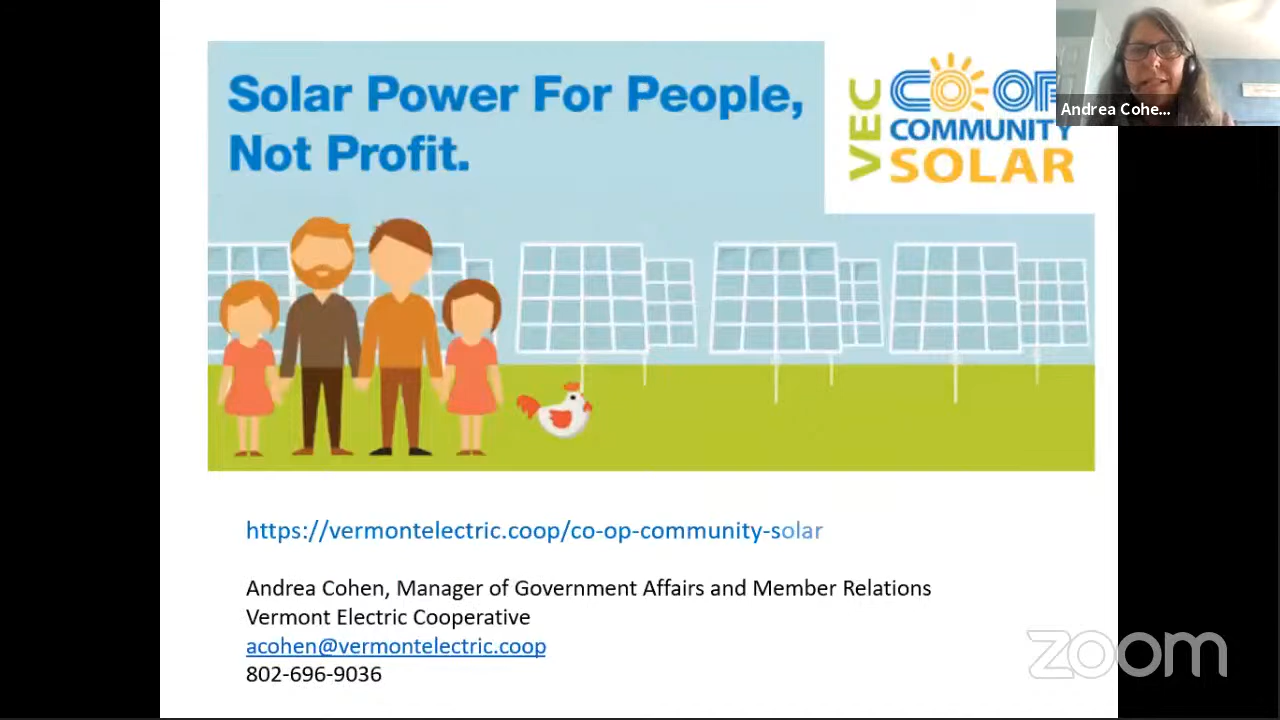 Solar Power For People,
Not Profit.
VEC
CO-OP
COMMUNITY
SOLAR
Andrea Cohe...
https://vermontelectric.coop/co-op-community-solar
Andrea Cohen, Manager of Government Affairs and Member Relations
Vermont Electric Cooperative
acohen@vermontelectric.coop
802-696-9036
zoom